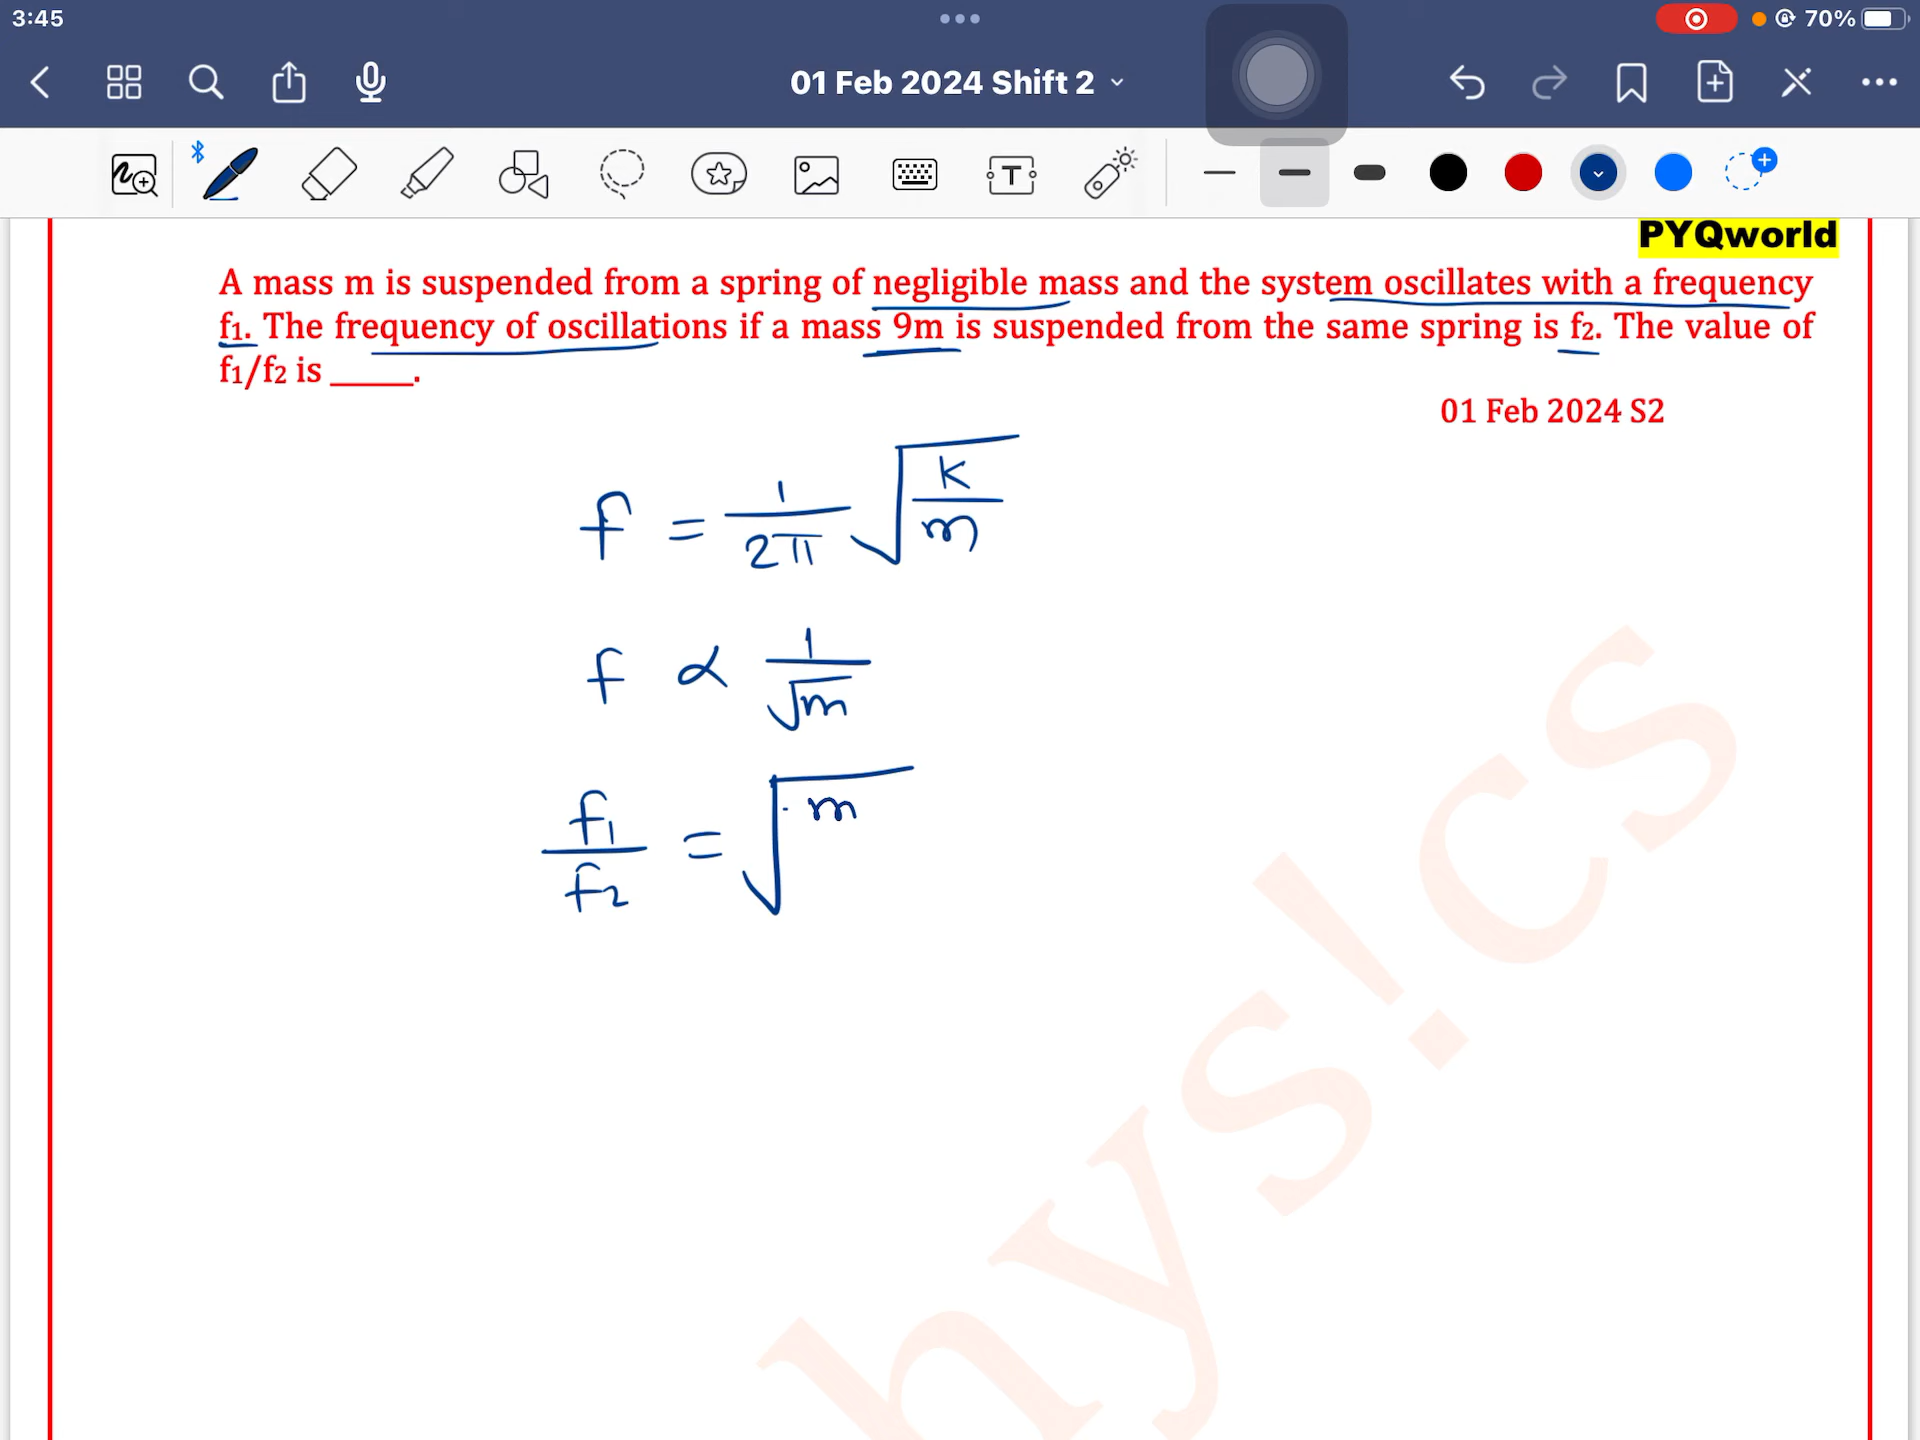 3:45
70%
01 Feb 2024 Shift 2
T
PYQworld
A mass m is suspended from a spring of negligible mass and the system oscillates with a frequency
f₁. The frequency of oscillations if a mass 9m is suspended from the same spring is f₂. The value of
f₁/f₂ is _____.
01 Feb 2024 S2
f = 1/2π √(k/m)
f ∝ 1/√m
f₁/f₂ = √m
hys!cs